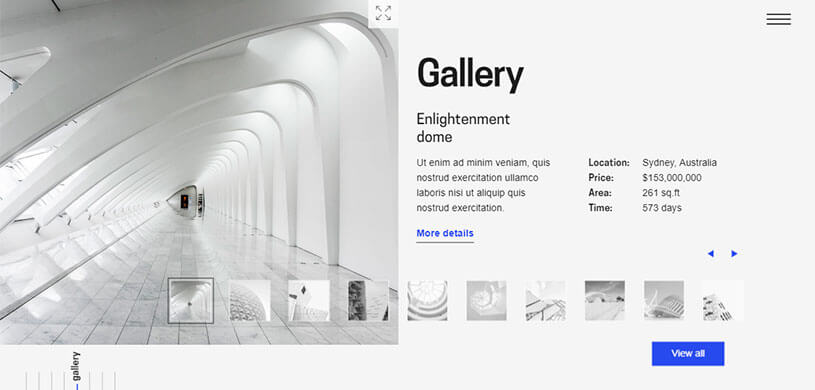 Gallery
Enlightenment
dome
Ut enim ad minim veniam, quis
nostrud exercitation ullamco
laboris nisi ut aliquip quis
nostrud exercitation.
More details
Location: Sydney, Australia
Price: $153,000,000
Area: 261 sq.ft
Time: 573 days
View all
gallery